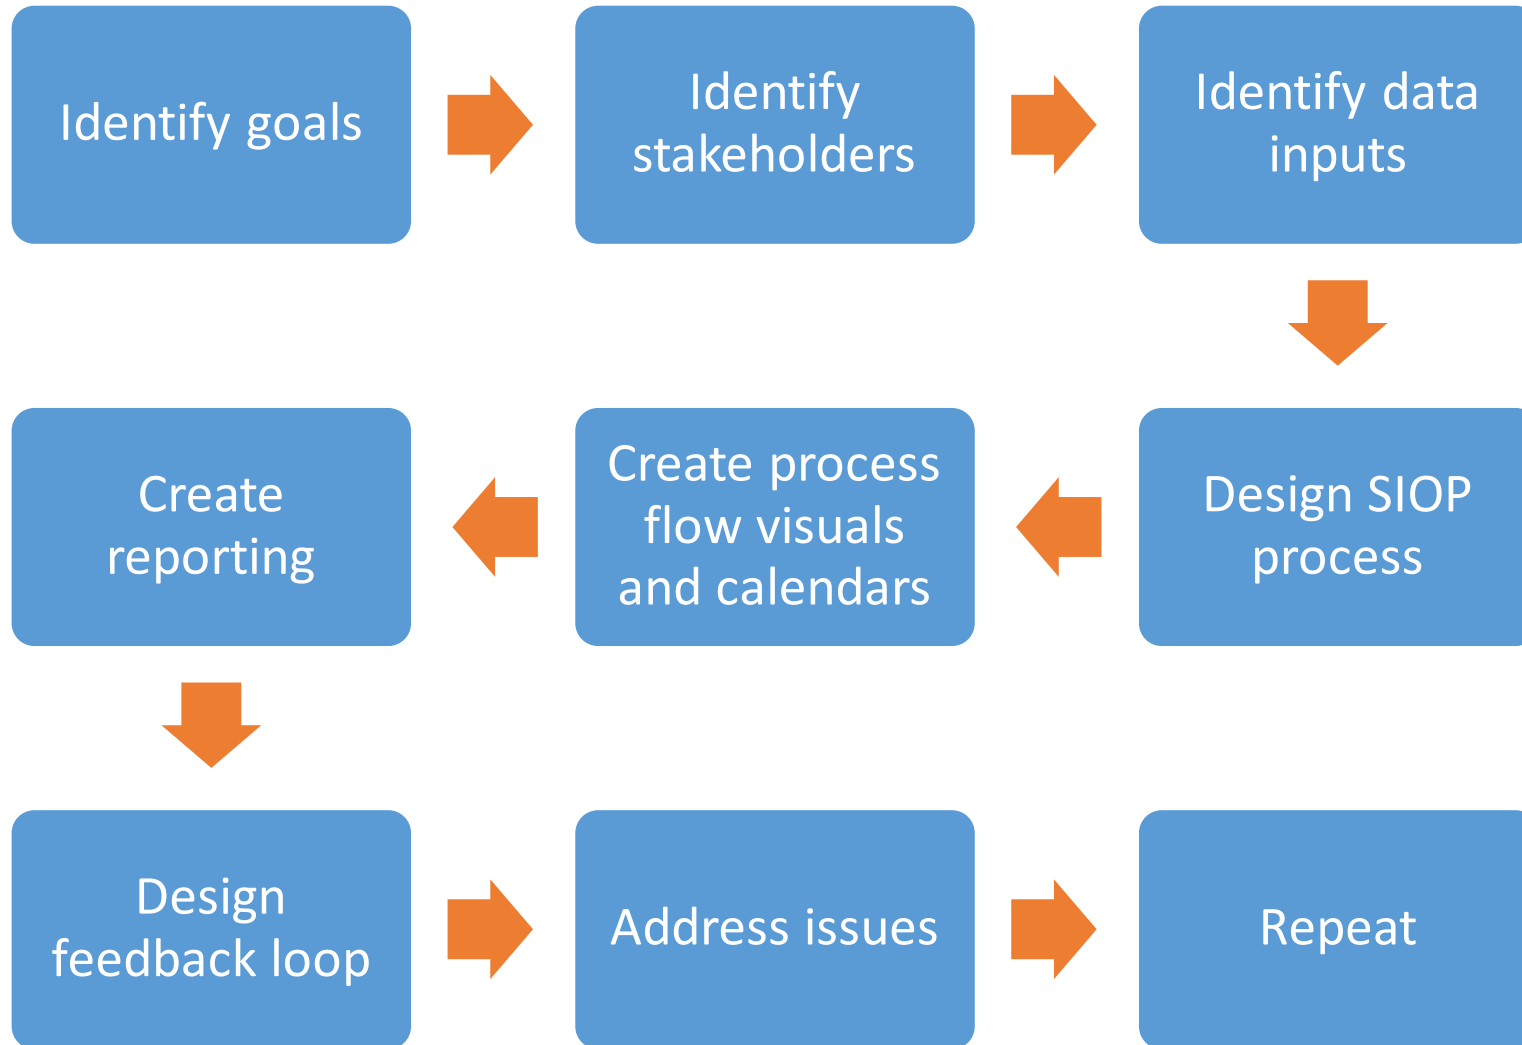 Identify goals
Identify
stakeholders
Identify data
inputs
Design SIOP
process
Create process
flow visuals
and calendars
Create
reporting
Design
feedback loop
Address issues
Repeat